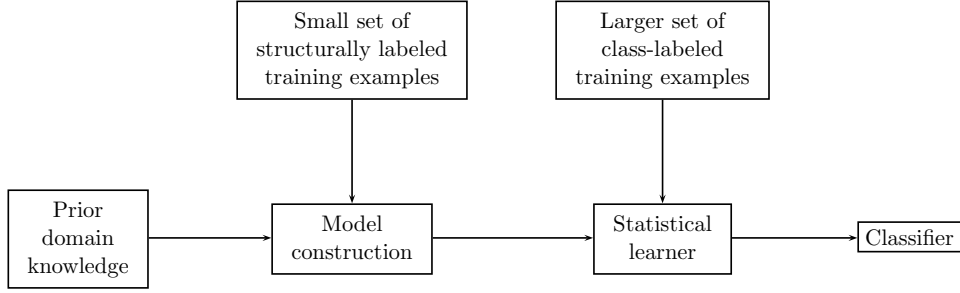 Small set of
structurally labeled
training examples
Larger set of
class-labeled
training examples
Prior
domain
knowledge
Model
construction
Statistical
learner
Classifier